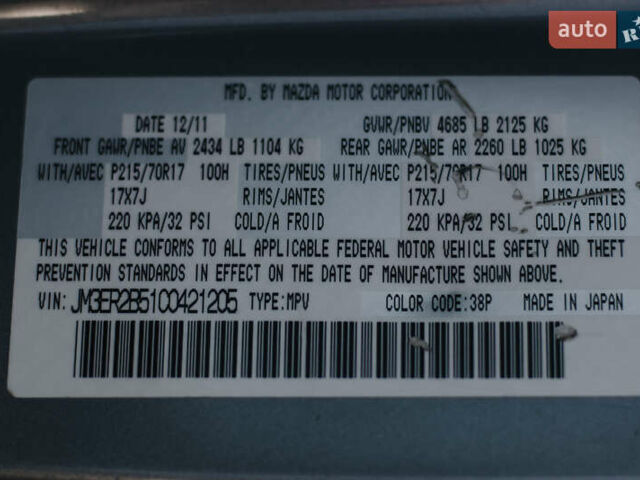 auto
R
MFD. BY MAZDA MOTOR CORPORATION
DATE 12/11 GVWR/PNBV 4685 LB 2125 KG
FRONT GAWR/PNBE AV 2434 LB 1104 KG REAR GAWR/PNBE AR 2260 LB 1025 KG
WITH/AVEC P215/70R17 100H TIRES/PNEUS WITH/AVEC P215/70R17 100H TIRES/PNEUS
17X7J RIMS/JANTES 17X7J RIMS/JANTES
220 KPA/32 PSI COLD/A FROID 220 KPA/32 PSI COLD/A FROID
THIS VEHICLE CONFORMS TO ALL APPLICABLE FEDERAL MOTOR VEHICLE SAFETY AND THEFT
PREVENTION STANDARDS IN EFFECT ON THE DATE OF MANUFACTURE SHOWN ABOVE.
VIN: JM3ER2B51C0421205 TYPE:MPV COLOR CODE:38P MADE IN JAPAN